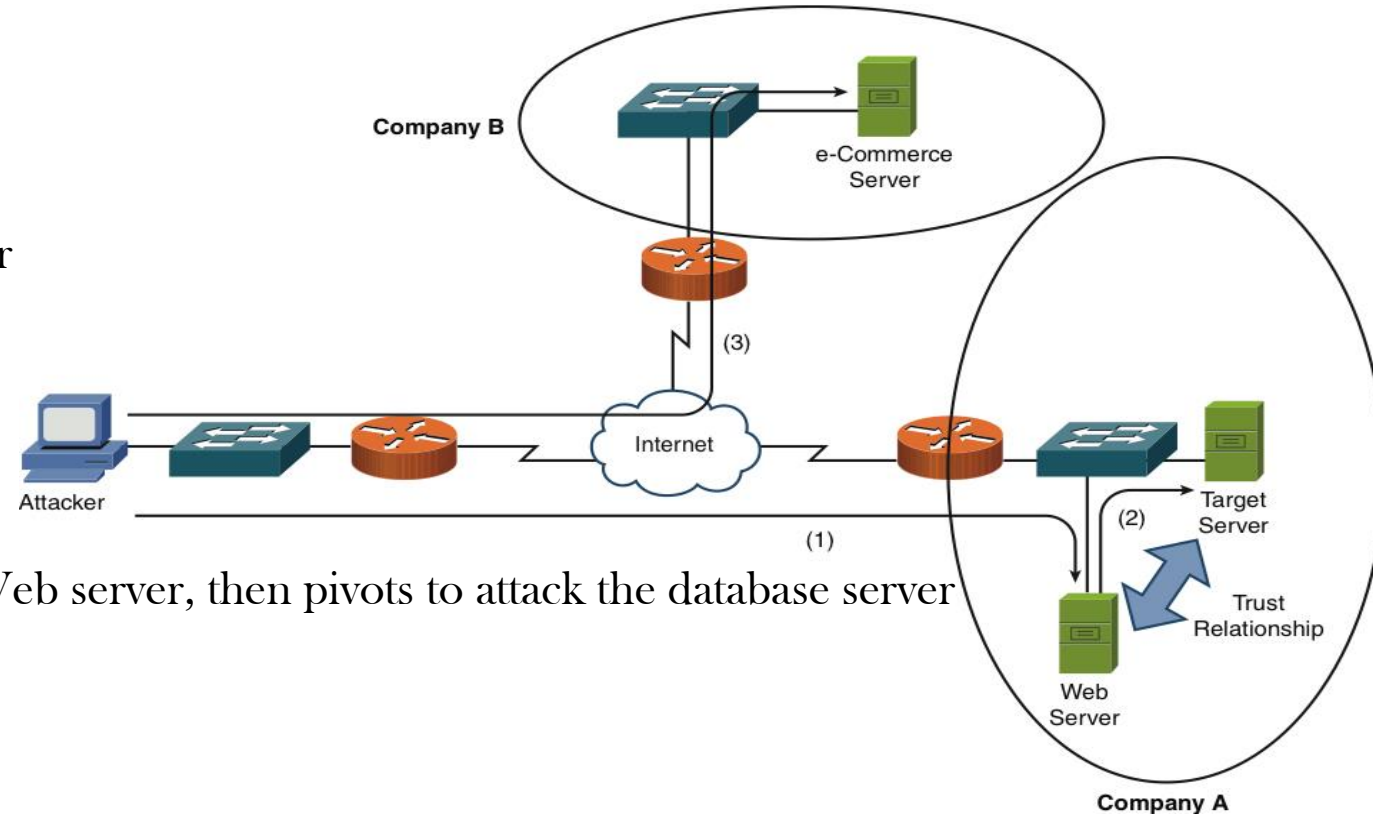 Company B
e-Commerce
Server
r
(3)
Internet
Attacker
(1)
(2)
Target
Server
Web server, then pivots to attack the database server
Trust
Relationship
Web
Server
Company A